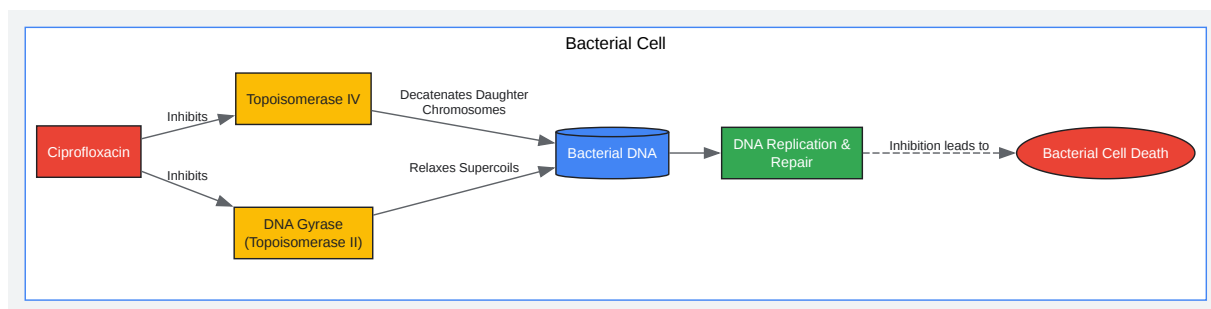 Bacterial Cell
Ciprofloxacin
Inhibits
Inhibits
Topoisomerase IV
DNA Gyrase
(Topoisomerase II)
Decatenates Daughter
Chromosomes
Relaxes Supercoils
Bacterial DNA
DNA Replication &
Repair
Inhibition leads to
Bacterial Cell Death